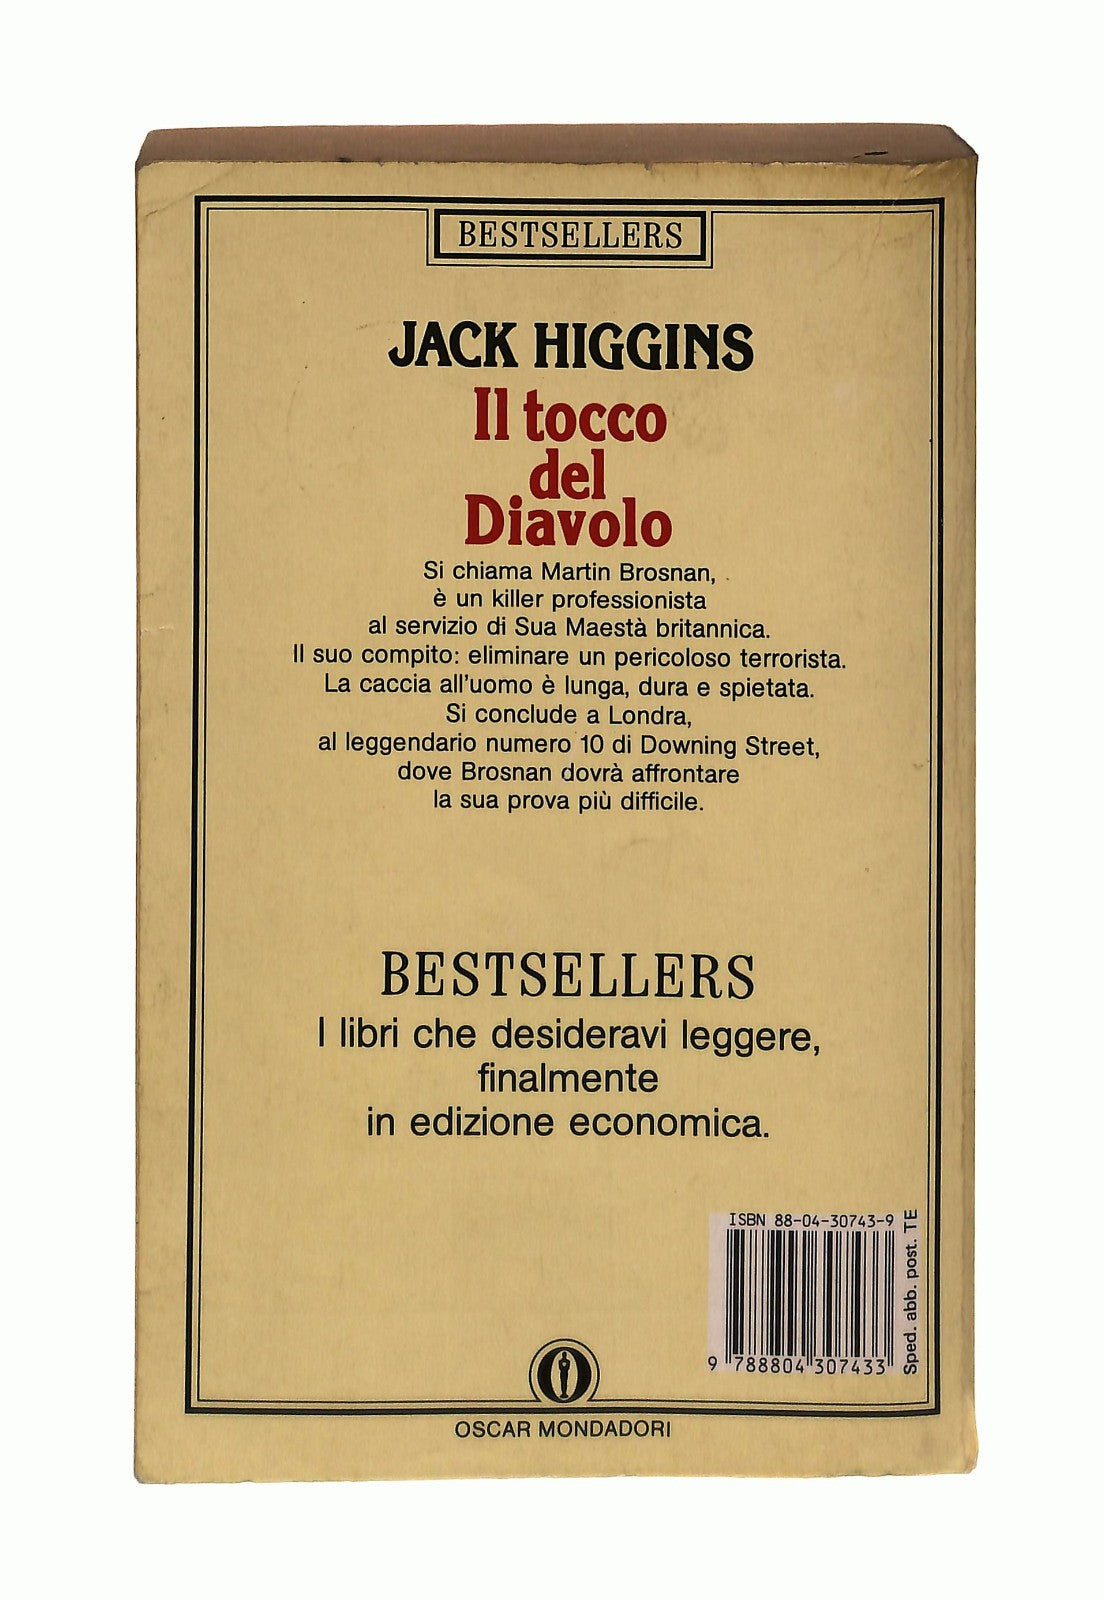 BESTSELLERS
JACK HIGGINS
Il tocco
del
Diavolo
Si chiama Martin Brosnan,
è un killer professionista
al servizio di Sua Maestà britannica.
Il suo compito: eliminare un pericoloso terrorista.
La caccia all'uomo è lunga, dura e spietata.
Si conclude a Londra,
al leggendario numero 10 di Downing Street,
dove Brosnan dovrà affrontare
la sua prova più difficile.
BESTSELLERS
I libri che desideravi leggere,
finalmente
in edizione economica.
ISBN 88-04-30743-9
9 788804 307433
Sped. abb. post. TE
OSCAR MONDADORI